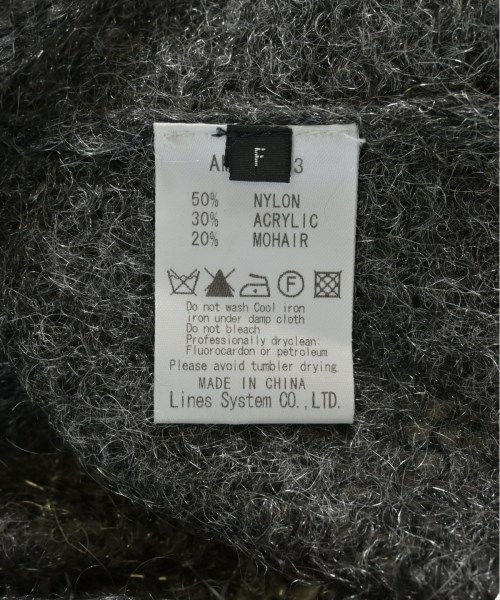 F
50% NYLON
30% ACRYLIC
20% MOHAIR
F
Do not wash Cool iron
iron under damp cloth
Do not bleach
Professionally dryclean:
Fluorocardon or petroleum
Please avoid tumbler drying.
MADE IN CHINA
Lines System CO.,LTD.